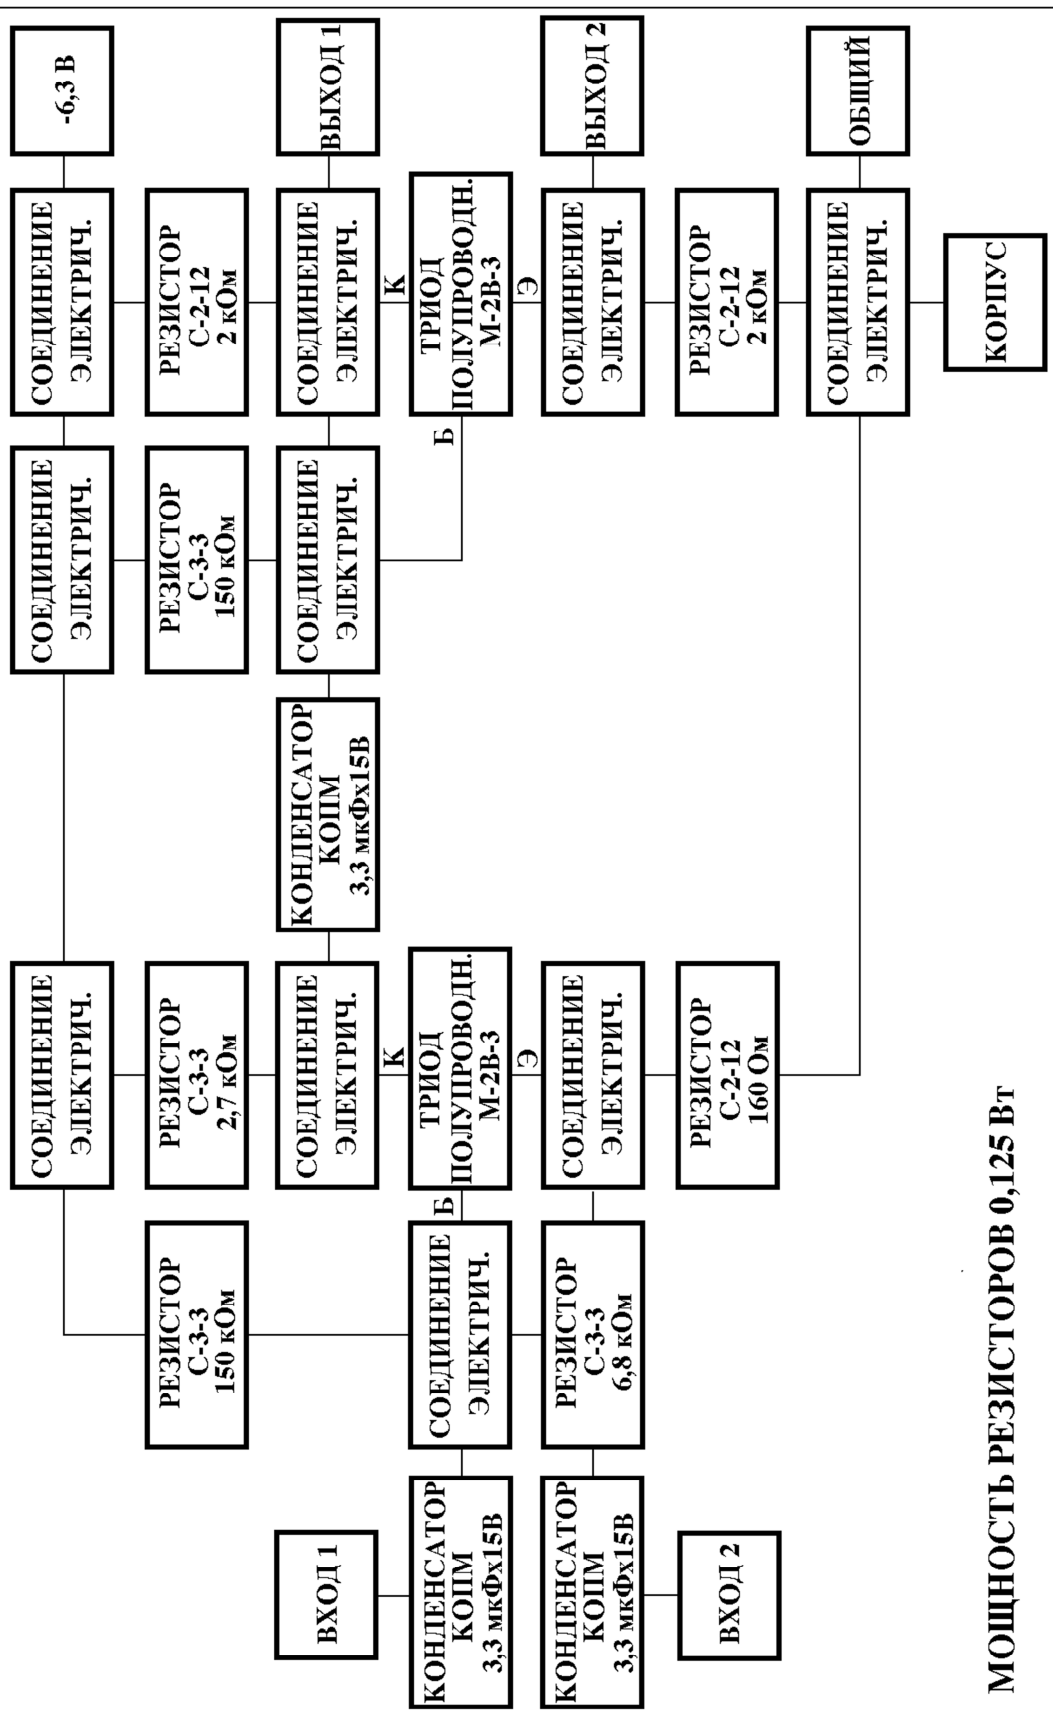 -6,3 В
СОЕДИНЕНИЕ
ЭЛЕКТРИЧ.
СОЕДИНЕНИЕ
ЭЛЕКТРИЧ.
СОЕДИНЕНИЕ
ЭЛЕКТРИЧ.
РЕЗИСТОР
С-3-3
150 кОм
РЕЗИСТОР
С-3-3
2,7 кОм
РЕЗИСТОР
С-3-3
150 кОм
РЕЗИСТОР
С-2-12
2 кОм
ВХОД 1
СОЕДИНЕНИЕ
ЭЛЕКТРИЧ.
КОНДЕНСАТОР
КОПМ
3,3 мкФх15В
СОЕДИНЕНИЕ
ЭЛЕКТРИЧ.
СОЕДИНЕНИЕ
ЭЛЕКТРИЧ.
ВЫХОД 1
К
К
КОНДЕНСАТОР
КОПМ
3,3 мкФх15В
СОЕДИНЕНИЕ
ЭЛЕКТРИЧ.
Б
ТРИОД
ПОЛУПРОВОДН.
М-2В-3
Б
ТРИОД
ПОЛУПРОВОДН.
М-2В-3
Э
Э
КОНДЕНСАТОР
КОПМ
3,3 мкФх15В
РЕЗИСТОР
С-3-3
6,8 кОм
СОЕДИНЕНИЕ
ЭЛЕКТРИЧ.
СОЕДИНЕНИЕ
ЭЛЕКТРИЧ.
ВЫХОД 2
ВХОД 2
РЕЗИСТОР
С-2-12
160 Ом
РЕЗИСТОР
С-2-12
2 кОм
СОЕДИНЕНИЕ
ЭЛЕКТРИЧ.
ОБЩИЙ
КОРПУС
МОЩНОСТЬ РЕЗИСТОРОВ 0,125 Вт